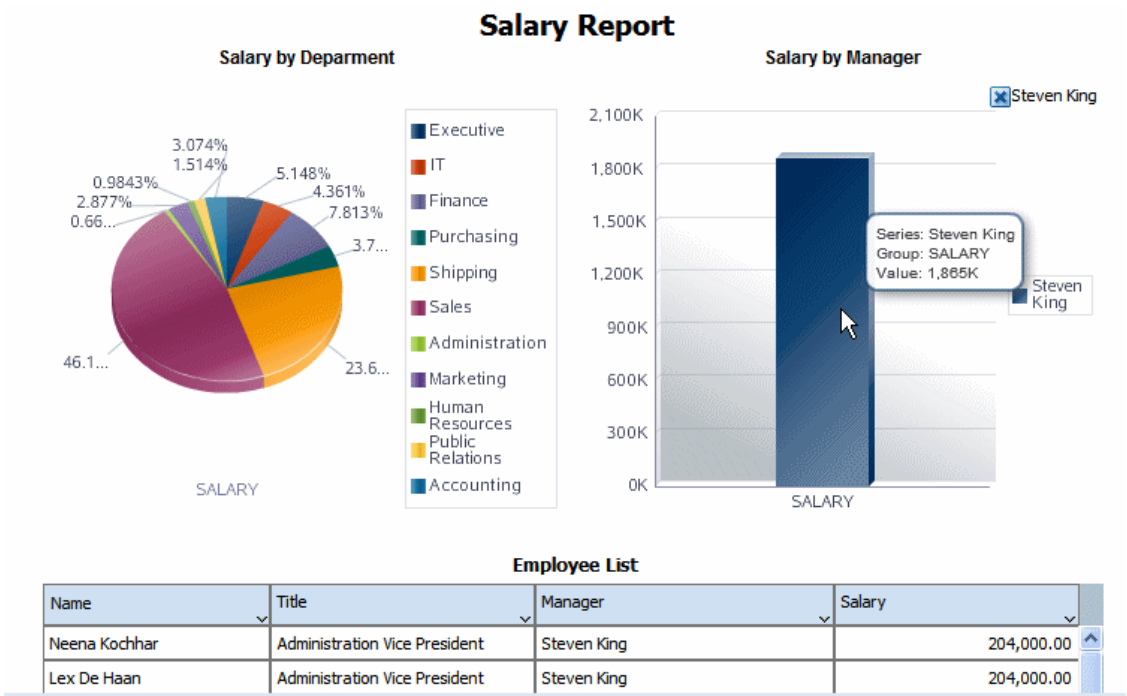 Salary Report
Salary by Deparment
3.074%
1.514%
0.9843%
2.877%
0.66...
5.148%
4.361%
7.813%
3.7...
46.1...
23.6...
SALARY
Executive
IT
Finance
Purchasing
Shipping
Sales
Administration
Marketing
Human
Resources
Public
Relations
Accounting
Salary by Manager
Steven King
2,100K
1,800K
1,500K
1,200K
900K
600K
300K
0K
SALARY
Series: Steven King
Group: SALARY
Value: 1,865K
Steven
King
Employee List
Name Title Manager Salary
Neena Kochhar Administration Vice President Steven King 204,000.00
Lex De Haan Administration Vice President Steven King 204,000.00